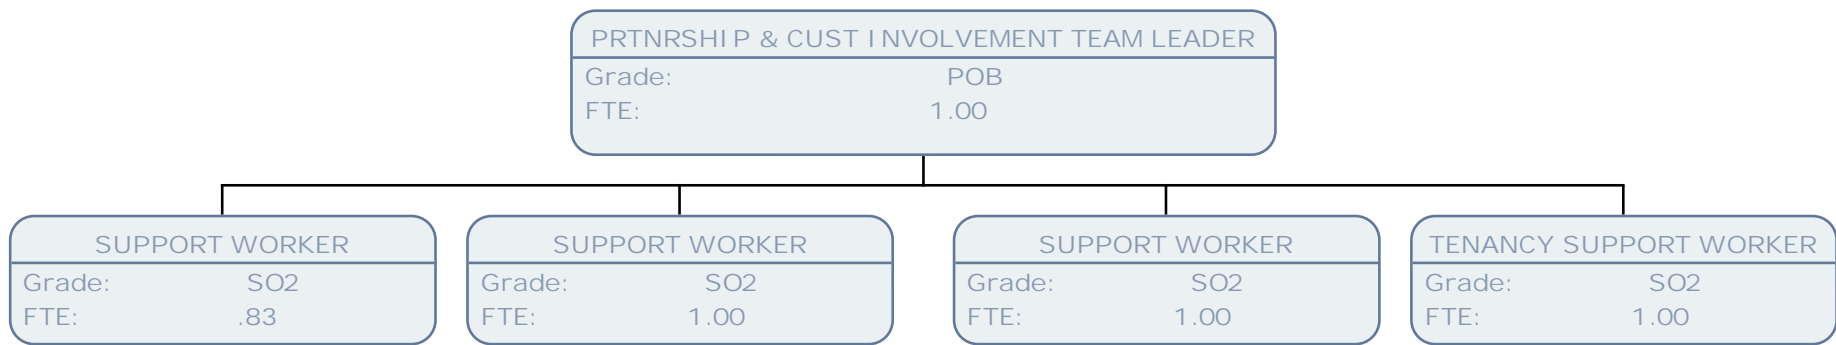 PRTNRSHIP & CUST INVOLVEMENT TEAM LEADER
Grade: POB
FTE: 1.00
SUPPORT WORKER
Grade: SO2
FTE: .83
SUPPORT WORKER
Grade: SO2
FTE: 1.00
SUPPORT WORKER
Grade: SO2
FTE: 1.00
TENANCY SUPPORT WORKER
Grade: SO2
FTE: 1.00